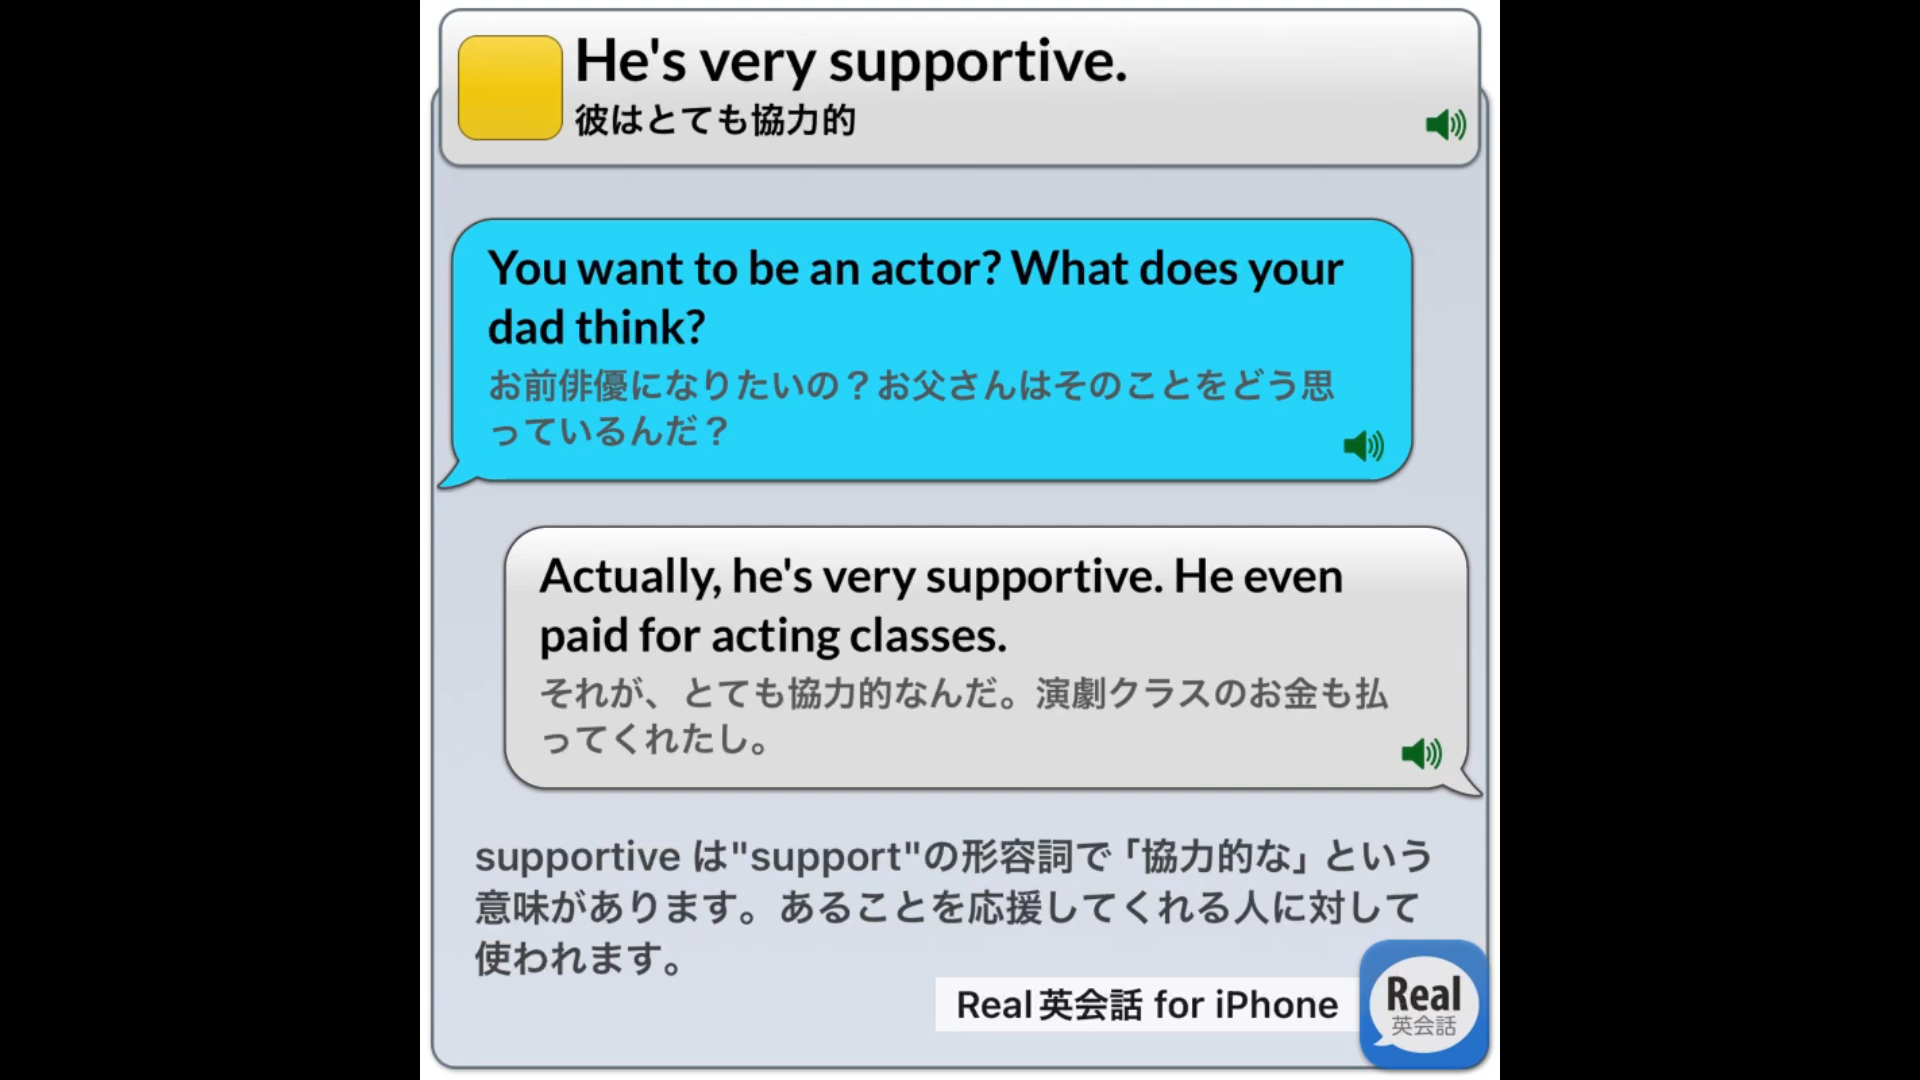 He's very supportive.
彼はとても協力的
You want to be an actor? What does your
dad think?
お前俳優になりたいの？お父さんはそのことをどう思
っているんだ？
Actually, he's very supportive. He even
paid for acting classes.
それが、とても協力的なんだ。演劇クラスのお金も払
ってくれたし。
supportive は"support"の形容詞で「協力的な」という
意味があります。あることを応援してくれる人に対して
使われます。
Real英会話 for iPhone
Real
英会話